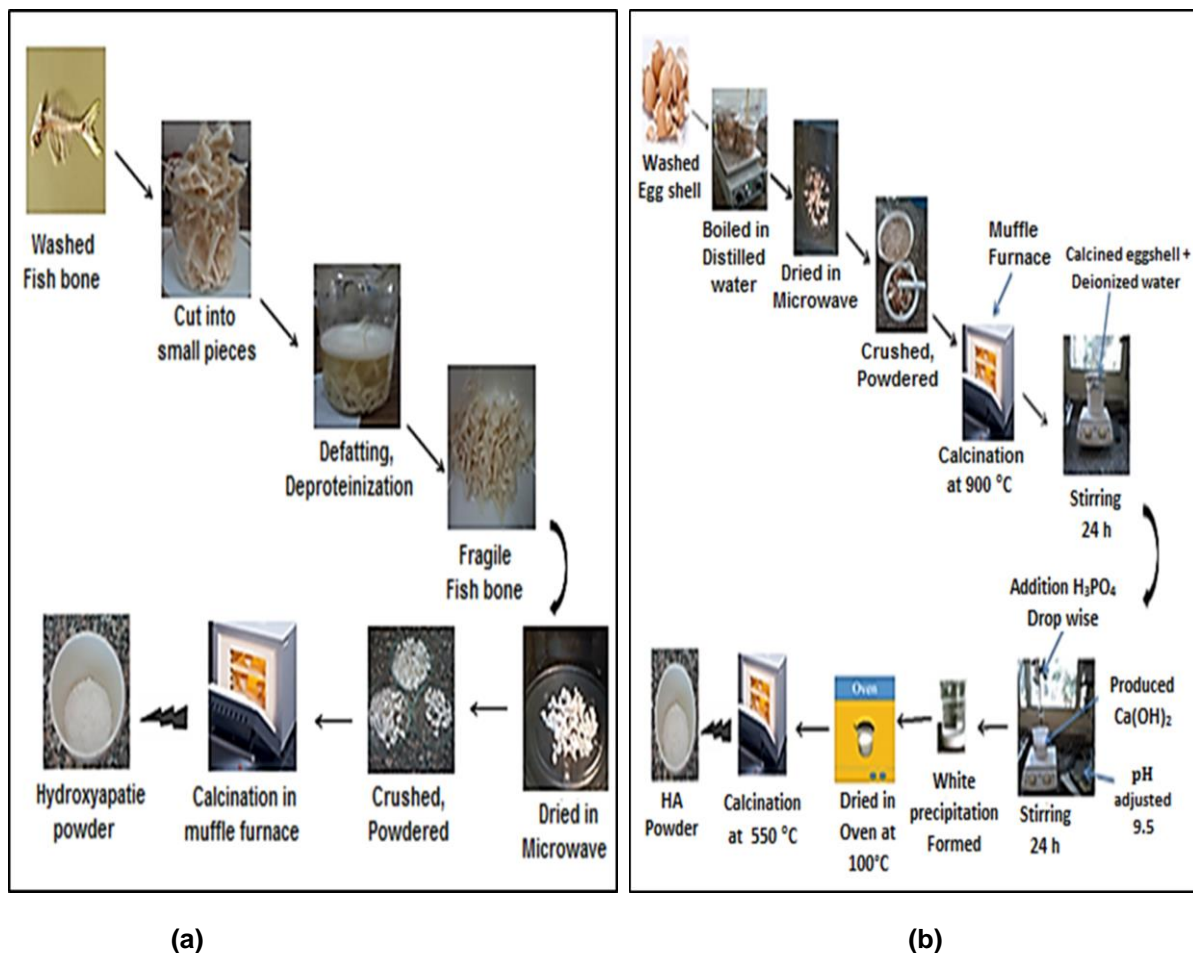 Washed
Fish bone
Cut into
small pieces
Defatting,
Deproteinization
Fragile
Fish bone
Dried in
Microwave
Crushed,
Powdered
Calcination in
muffle furnace
Hydroxyapatie
powder
(a)
Washed
Egg shell
Boiled in
Distilled
water
Dried in
Microwave
Crushed,
Powdered
Muffle
Furnace
Calcination
at 900 °C
Calcined eggshell +
Deionized water
Stirring
24 h
Addition H₃PO₄
Drop wise
Produced
Ca(OH)₂
pH
adjusted
9.5
Stirring
24 h
White
precipitation
Formed
Oven
Dried in
Oven at
100°C
Calcination
at 550 °C
HA
Powder
(b)